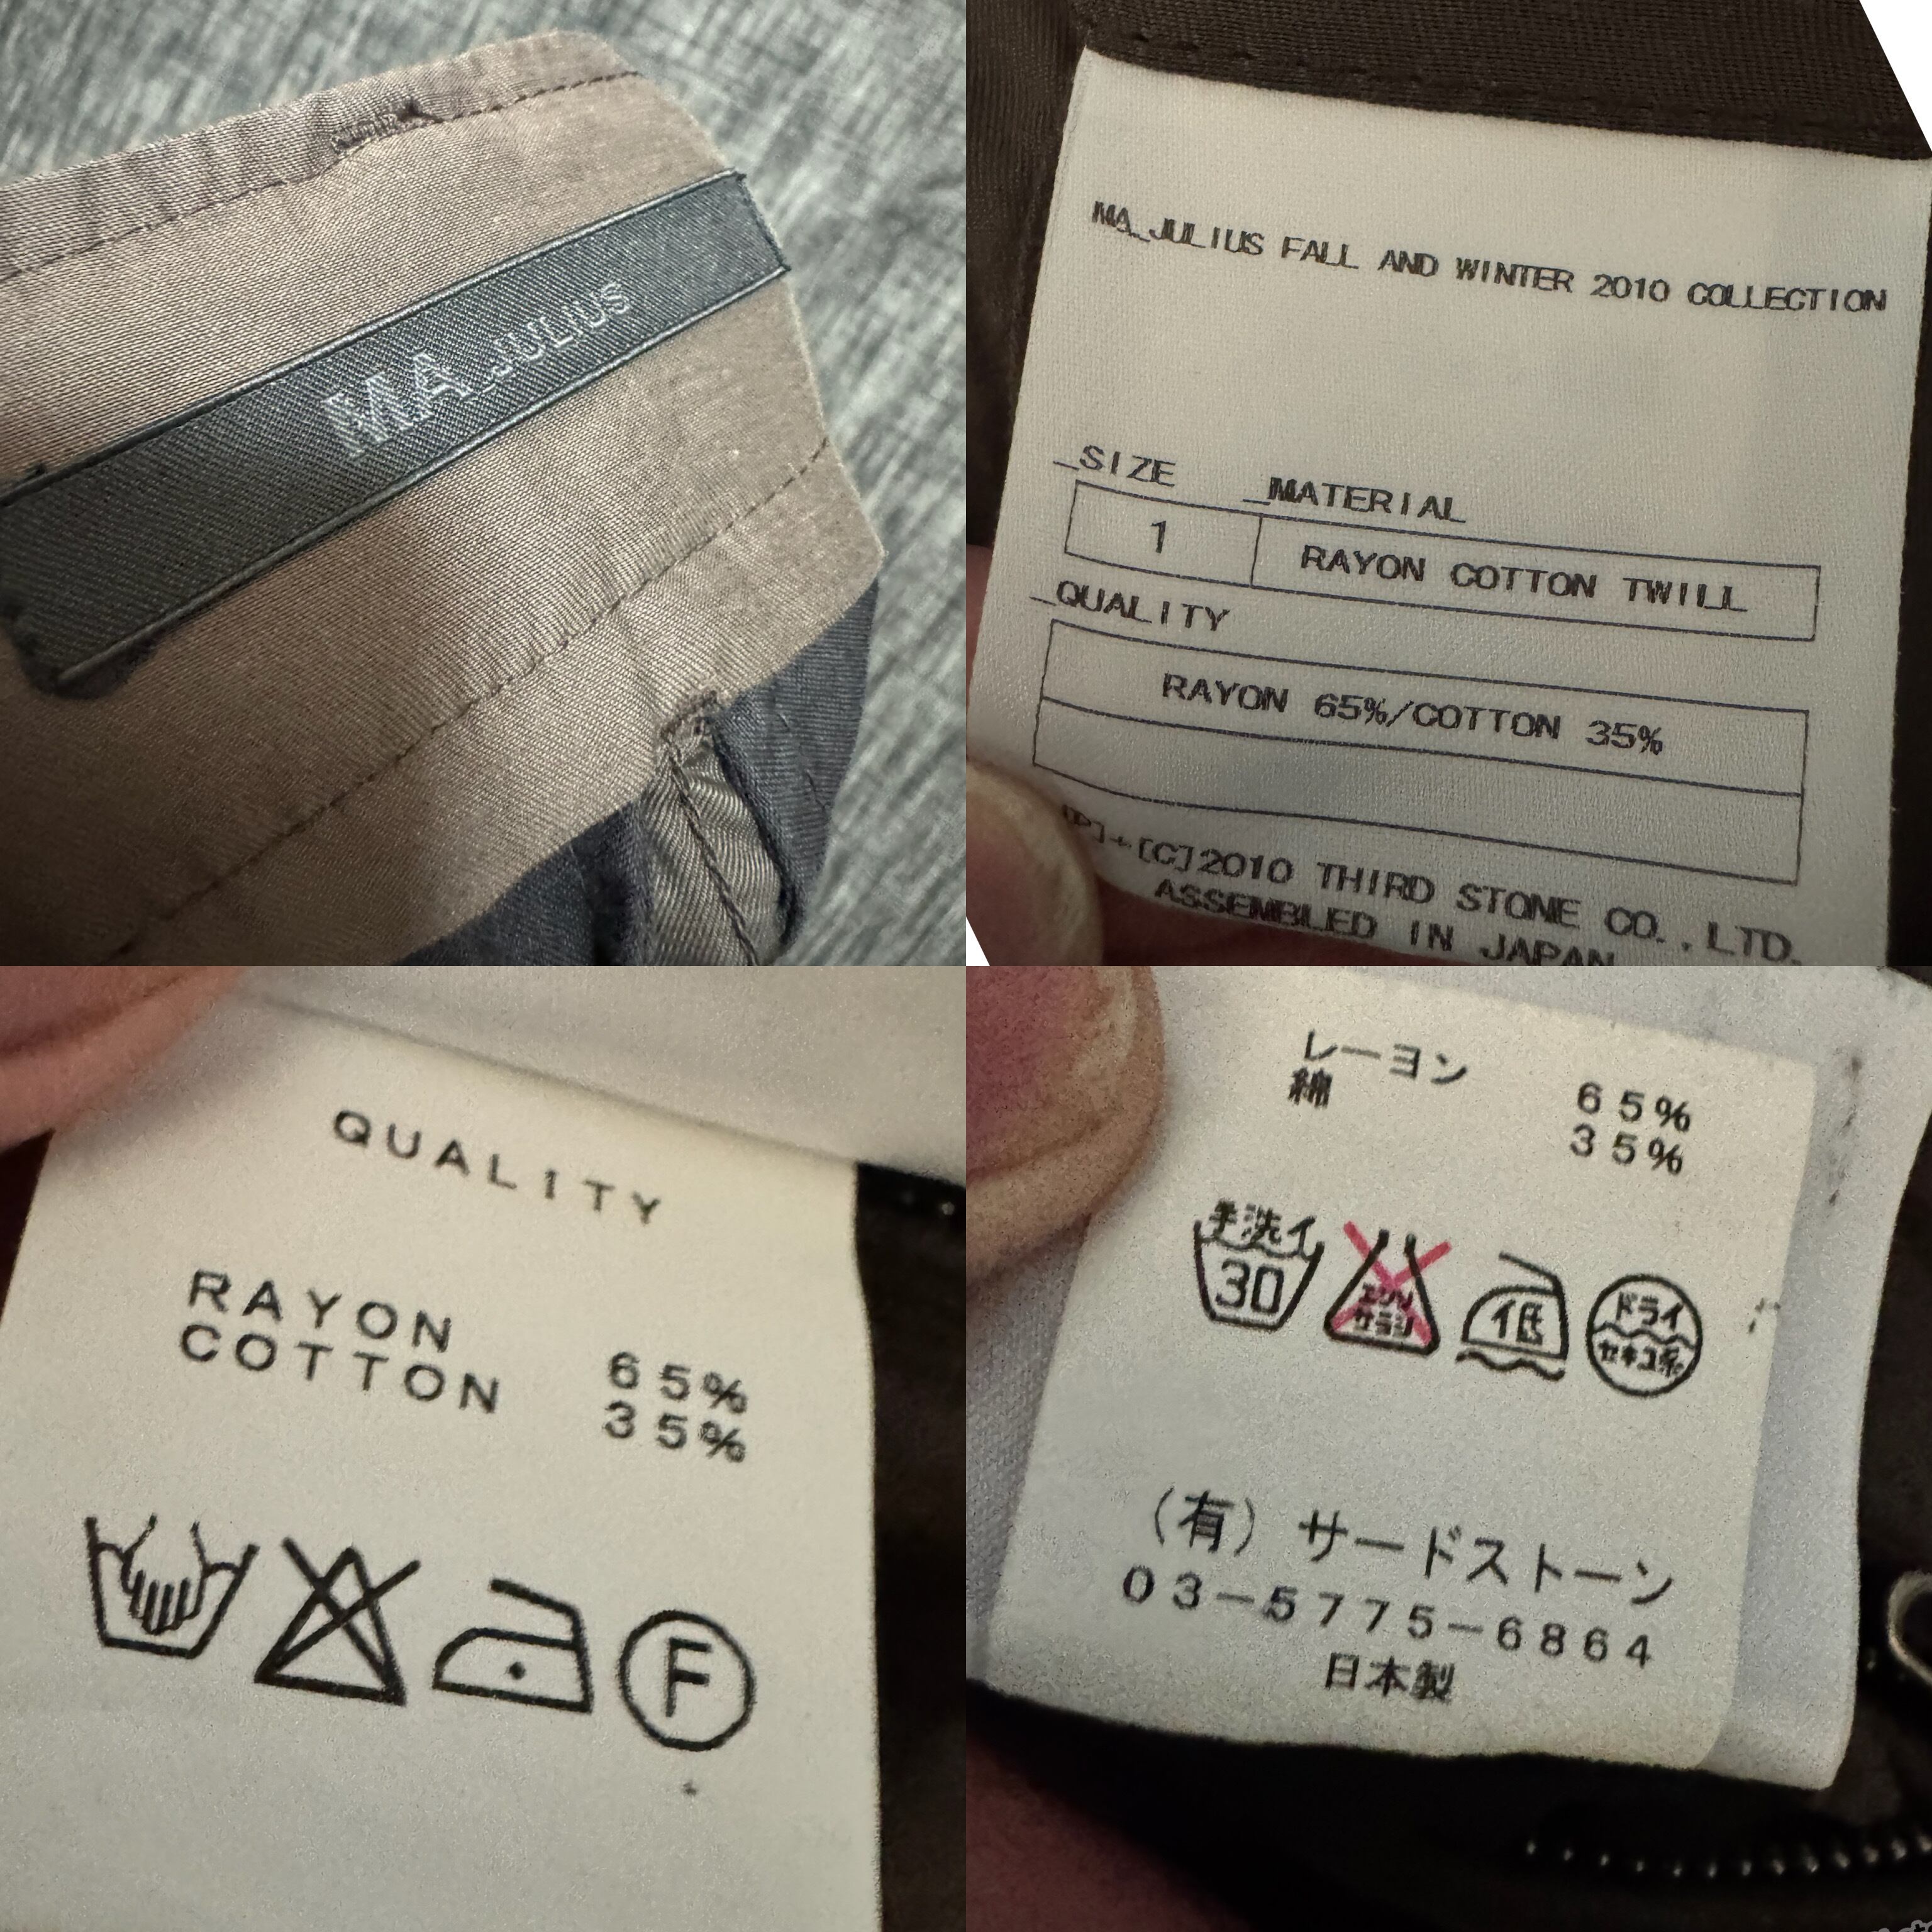 MA_JULIUS
MA_JULIUS FALL AND WINTER 2010 COLLECTION
_SIZE _MATERIAL
1 RAYON COTTON TWILL
_QUALITY
RAYON 65%/COTTON 35%
[P]+[C]2010 THIRD STONE CO.,LTD.
ASSEMBLED IN JAPAN
QUALITY
RAYON 65%
COTTON 35%
F
レーヨン 65%
綿 35%
手洗イ
30
エンソ
サラシ
低
ドライ
セキユ系
(有)サードストーン
03-5775-6864
日本製